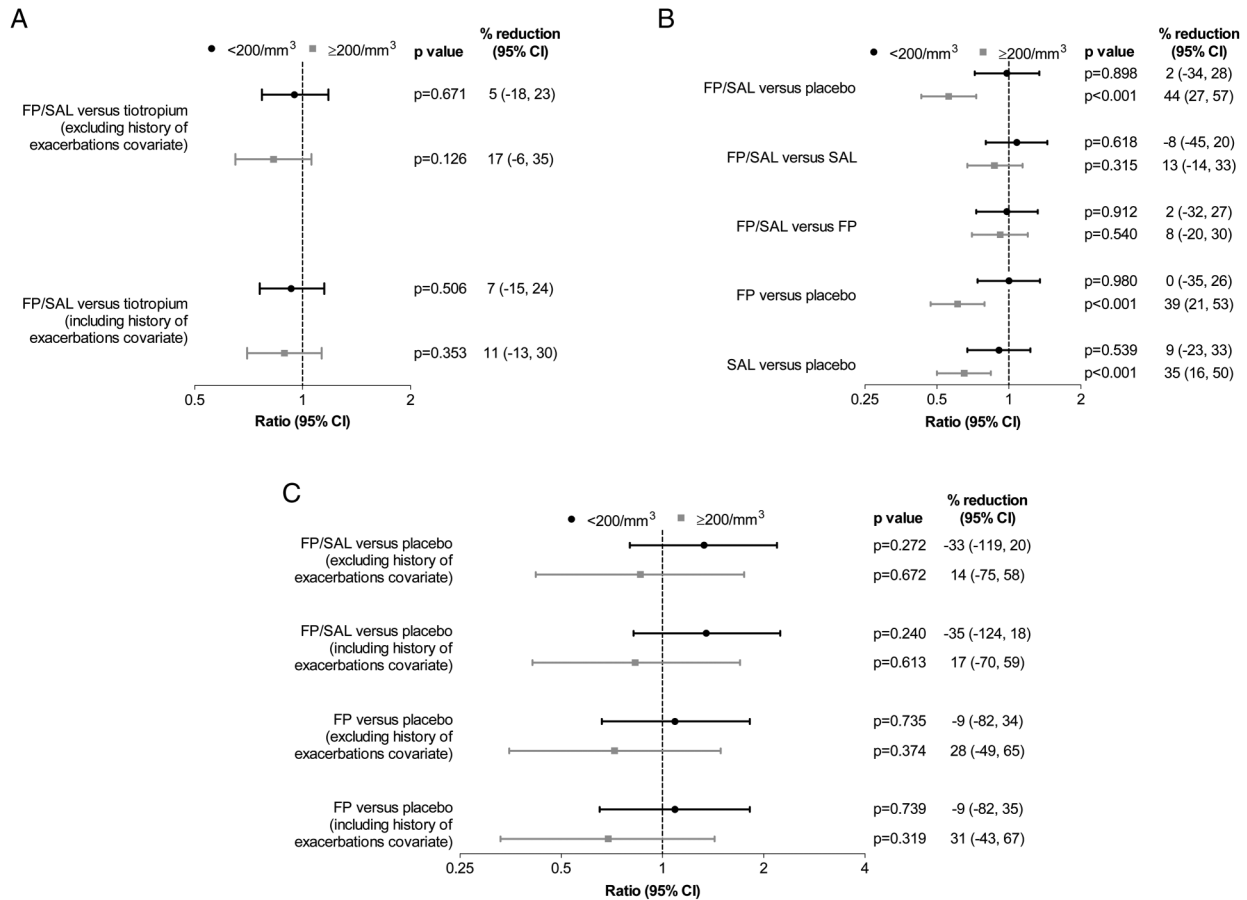 A
<200/mm³ ≥200/mm³ p value % reduction
(95% CI)
FP/SAL versus tiotropium
(excluding history of
exacerbations covariate)
p=0.671 5 (-18, 23)
p=0.126 17 (-6, 35)
FP/SAL versus tiotropium
(including history of
exacerbations covariate)
p=0.506 7 (-15, 24)
p=0.353 11 (-13, 30)
0.5 1 2
Ratio (95% CI)
B
<200/mm³ ≥200/mm³ p value % reduction
(95% CI)
FP/SAL versus placebo
p=0.898 2 (-34, 28)
p<0.001 44 (27, 57)
FP/SAL versus SAL
p=0.618 -8 (-45, 20)
p=0.315 13 (-14, 33)
FP/SAL versus FP
p=0.912 2 (-32, 27)
p=0.540 8 (-20, 30)
FP versus placebo
p=0.980 0 (-35, 26)
p<0.001 39 (21, 53)
SAL versus placebo
p=0.539 9 (-23, 33)
p<0.001 35 (16, 50)
0.25 0.5 1 2
Ratio (95% CI)
C
<200/mm³ ≥200/mm³ p value % reduction
(95% CI)
FP/SAL versus placebo
(excluding history of
exacerbations covariate)
p=0.272 -33 (-119, 20)
p=0.672 14 (-75, 58)
FP/SAL versus placebo
(including history of
exacerbations covariate)
p=0.240 -35 (-124, 18)
p=0.613 17 (-70, 59)
FP versus placebo
(excluding history of
exacerbations covariate)
p=0.735 -9 (-82, 34)
p=0.374 28 (-49, 65)
FP versus placebo
(including history of
exacerbations covariate)
p=0.739 -9 (-82, 35)
p=0.319 31 (-43, 67)
0.25 0.5 1 2 4
Ratio (95% CI)